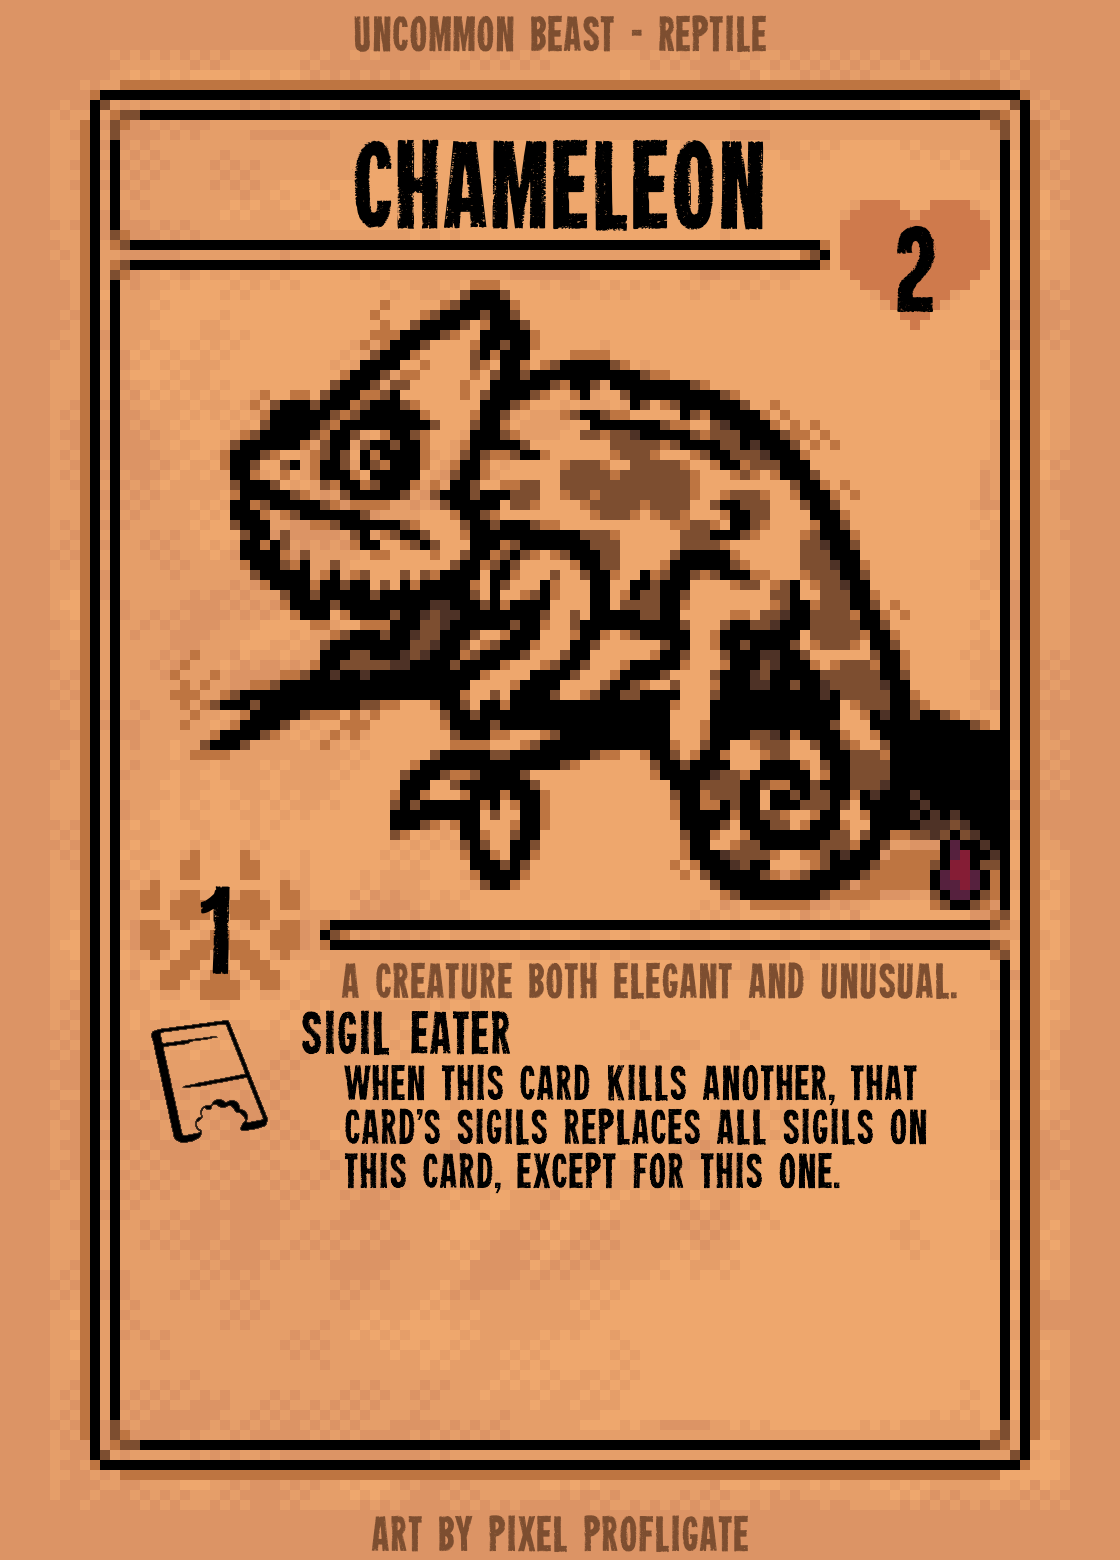 UNCOMMON BEAST - REPTILE
CHAMELEON
2
1
A CREATURE BOTH ELEGANT AND UNUSUAL.
SIGIL EATER
WHEN THIS CARD KILLS ANOTHER, THAT
CARD'S SIGILS REPLACES ALL SIGILS ON
THIS CARD, EXCEPT FOR THIS ONE.
ART BY PIXEL PROFLIGATE